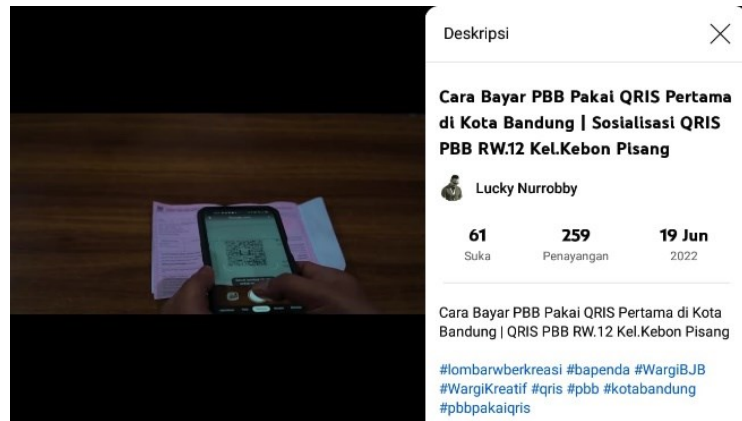 Deskripsi
Cara Bayar PBB Pakai QRIS Pertama
di Kota Bandung | Sosialisasi QRIS
PBB RW.12 Kel.Kebon Pisang
Lucky Nurrobby
61 259 19 Jun
Suka Penayangan 2022
Cara Bayar PBB Pakai QRIS Pertama di Kota
Bandung | QRIS PBB RW.12 Kel.Kebon Pisang
#lombarwberkreasi #bapenda #WargiBJB
#WargiKreatif #qris #pbb #kotabandung
#pbbpakaiqris